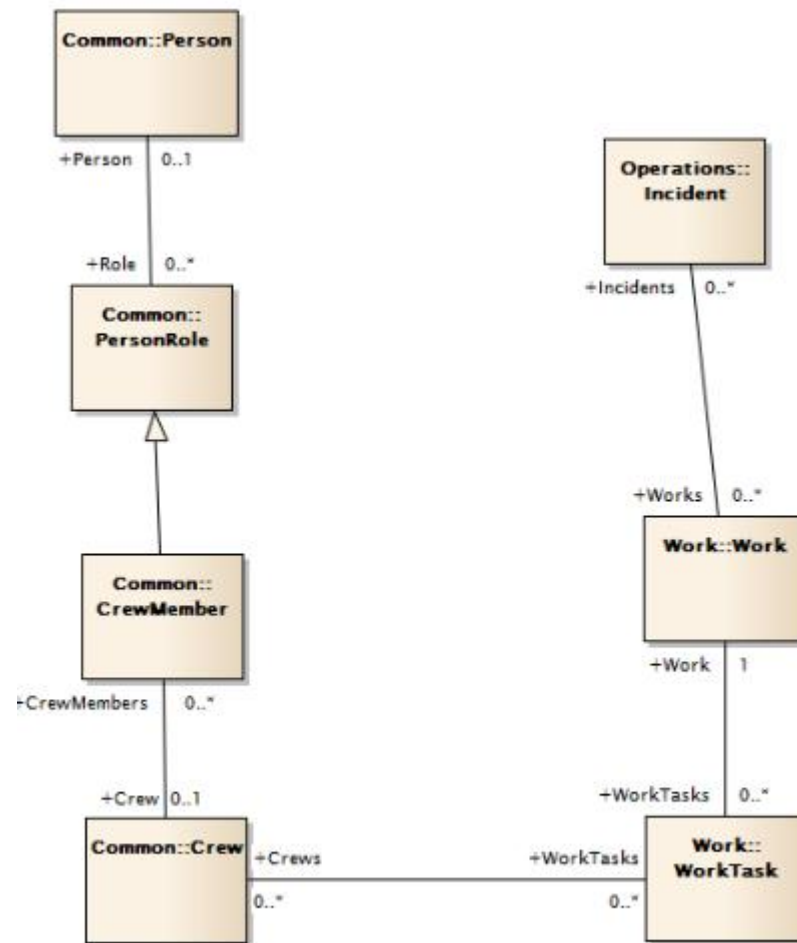 Common::Person
+Person 0..1
+Role 0..*
Common::
PersonRole
Common::
CrewMember
+CrewMembers 0..*
+Crew 0..1
Common::Crew
+Crews
0..*
+WorkTasks
0..*
Operations::
Incident
+Incidents 0..*
+Works 0..*
Work::Work
+Work 1
+WorkTasks 0..*
Work::
WorkTask